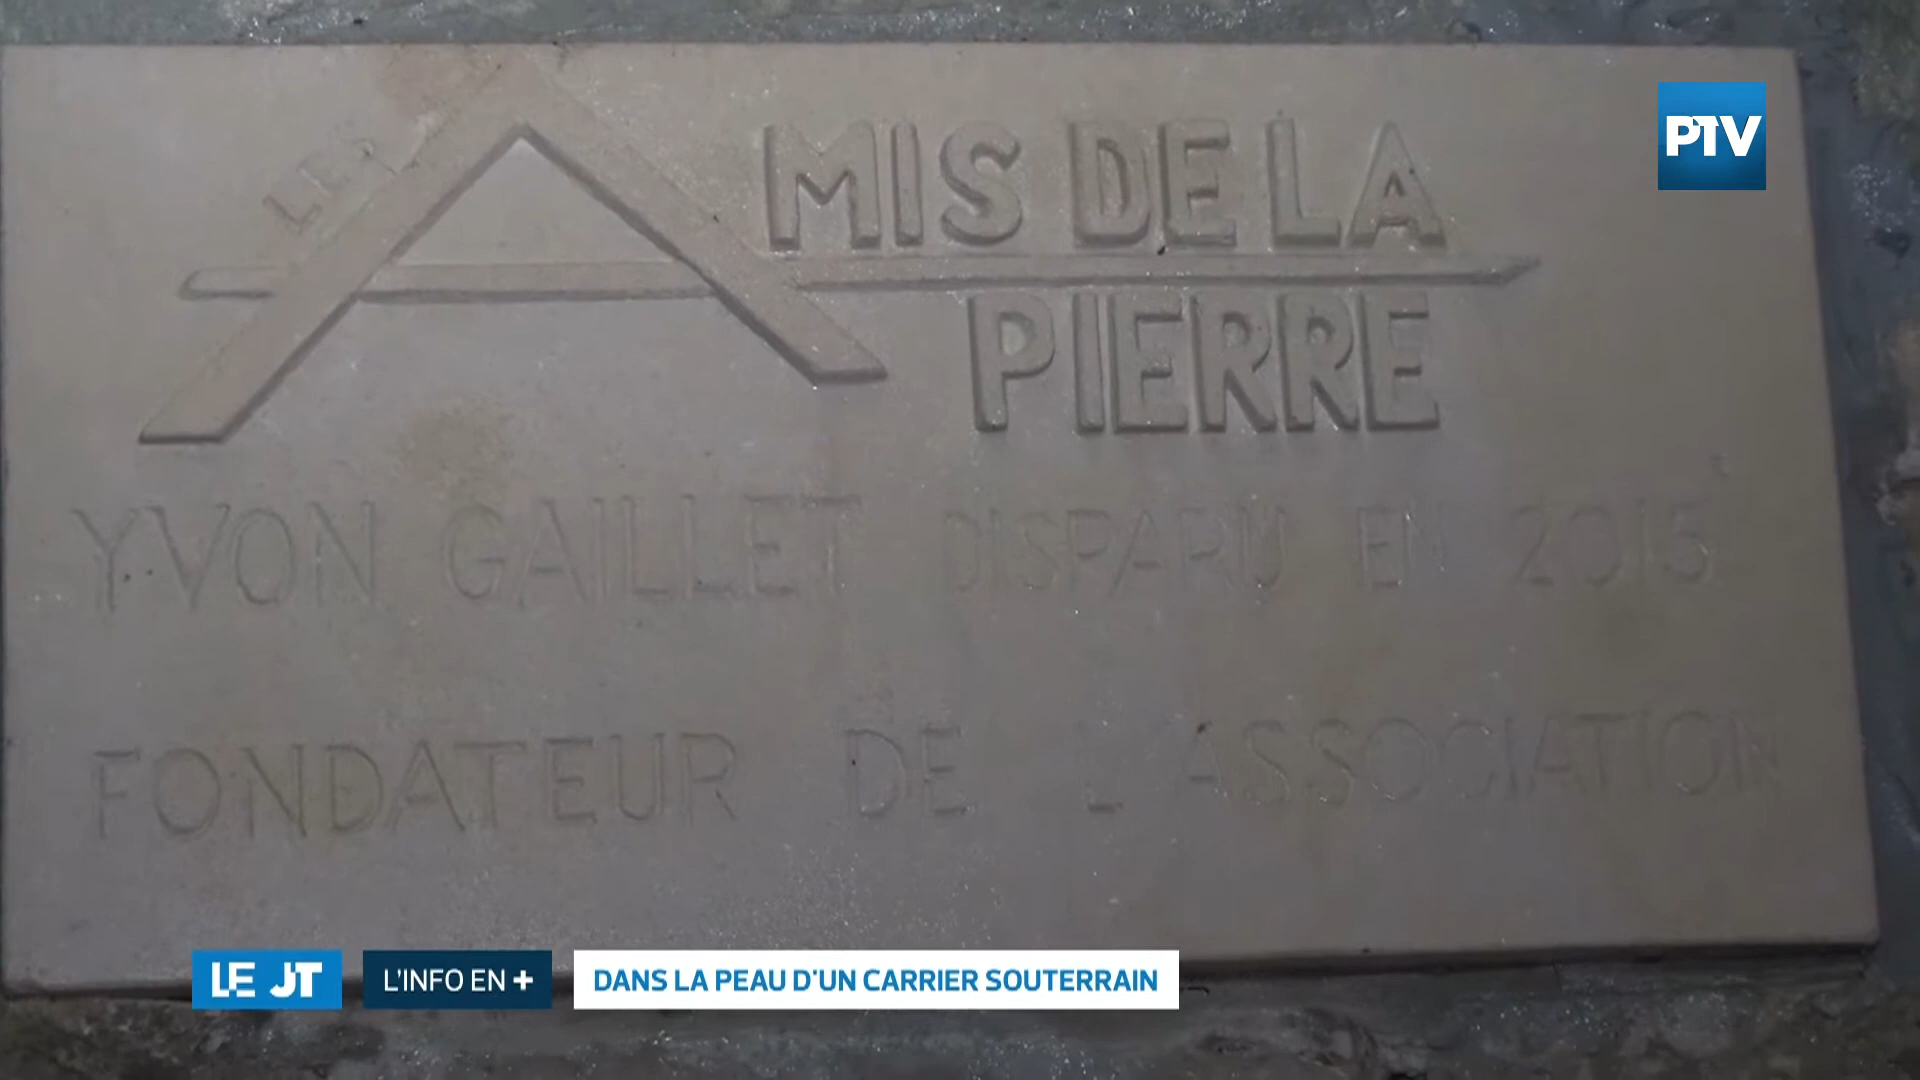 LES
AMIS DE LA
PIERRE
YVON GAILLET DISPARU EN 2015
FONDATEUR DE L'ASSOCIATION
PTV
LE JT
L'INFO EN +
DANS LA PEAU D'UN CARRIER SOUTERRAIN